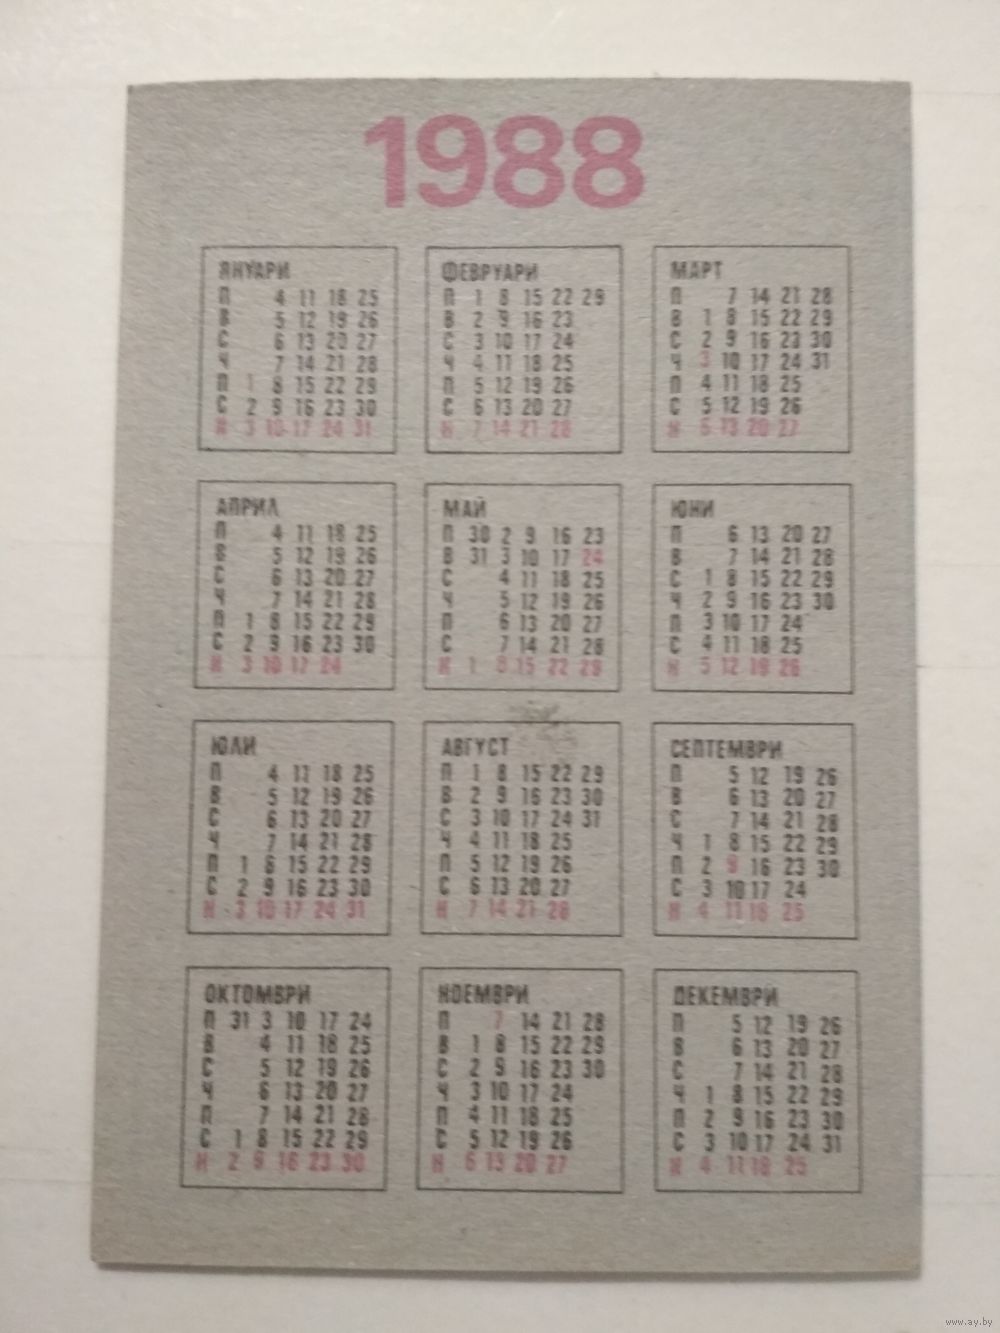 1988
ЯНУАРИ
П 4 11 18 25
В 5 12 19 26
С 6 13 20 27
Ч 7 14 21 28
П 1 8 15 22 29
С 2 9 16 23 30
Н 3 10 17 24 31
ФЕВРУАРИ
П 1 8 15 22 29
В 2 9 16 23
С 3 10 17 24
Ч 4 11 18 25
П 5 12 19 26
С 6 13 20 27
Н 7 14 21 28
МАРТ
П 7 14 21 28
В 1 8 15 22 29
С 2 9 16 23 30
Ч 3 10 17 24 31
П 4 11 18 25
С 5 12 19 26
Н 6 13 20 27
АПРИЛ
П 4 11 18 25
В 5 12 19 26
С 6 13 20 27
Ч 7 14 21 28
П 1 8 15 22 29
С 2 9 16 23 30
Н 3 10 17 24
МАЙ
П 30 2 9 16 23
В 31 3 10 17 24
С 4 11 18 25
Ч 5 12 19 26
П 6 13 20 27
С 7 14 21 28
Н 1 8 15 22 29
ЮНИ
П 6 13 20 27
В 7 14 21 28
С 1 8 15 22 29
Ч 2 9 16 23 30
П 3 10 17 24
С 4 11 18 25
Н 5 12 19 26
ЮЛИ
П 4 11 18 25
В 5 12 19 26
С 6 13 20 27
Ч 7 14 21 28
П 1 8 15 22 29
С 2 9 16 23 30
Н 3 10 17 24 31
АВГУСТ
П 1 8 15 22 29
В 2 9 16 23 30
С 3 10 17 24 31
Ч 4 11 18 25
П 5 12 19 26
С 6 13 20 27
Н 7 14 21 28
СЕПТЕМВРИ
П 5 12 19 26
В 6 13 20 27
С 7 14 21 28
Ч 1 8 15 22 29
П 2 9 16 23 30
С 3 10 17 24
Н 4 11 18 25
ОКТОМВРИ
П 31 3 10 17 24
В 4 11 18 25
С 5 12 19 26
Ч 6 13 20 27
П 7 14 21 28
С 1 8 15 22 29
Н 2 9 16 23 30
НОЕМВРИ
П 7 14 21 28
В 1 8 15 22 29
С 2 9 16 23 30
Ч 3 10 17 24
П 4 11 18 25
С 5 12 19 26
Н 6 13 20 27
ДЕКЕМВРИ
П 5 12 19 26
В 6 13 20 27
С 7 14 21 28
Ч 1 8 15 22 29
П 2 9 16 23 30
С 3 10 17 24 31
Н 4 11 18 25
www.ay.by